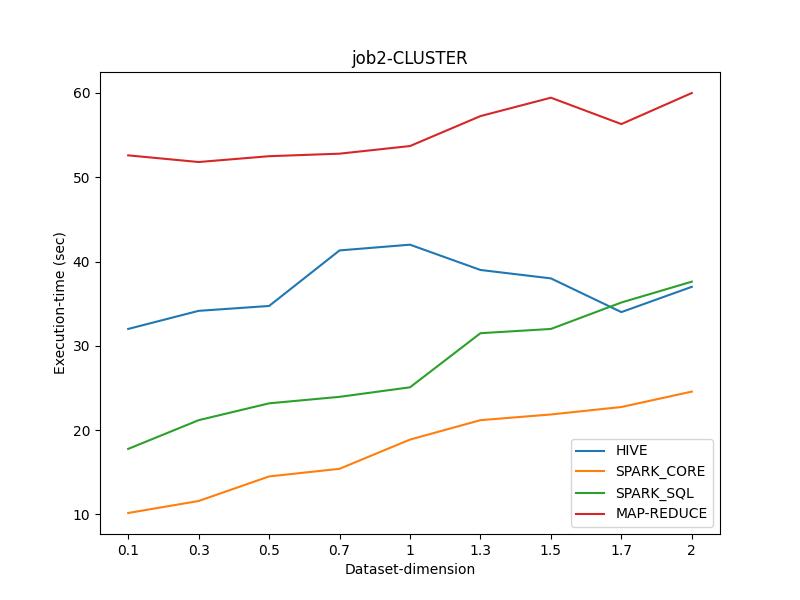 job2-CLUSTER
60
50
40
30
20
10
Execution-time (sec)
HIVE
SPARK_CORE
SPARK_SQL
MAP-REDUCE
0.1 0.3 0.5 0.7 1 1.3 1.5 1.7 2
Dataset-dimension